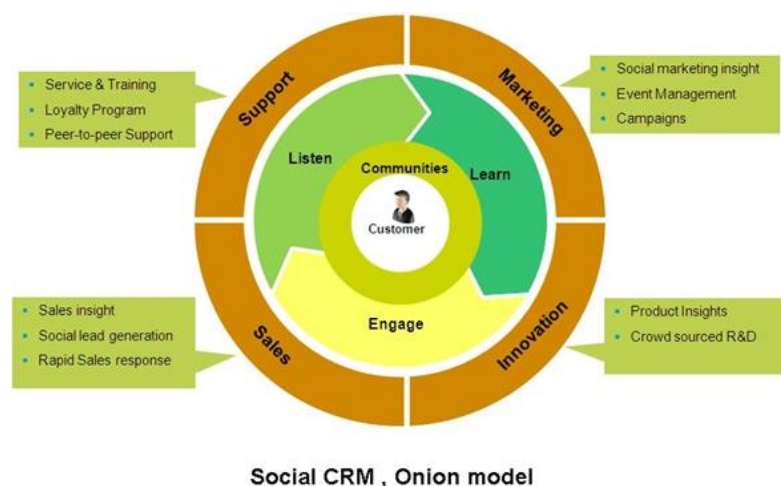 Support
Marketing
Service & Training
Loyalty Program
Peer-to-peer Support
Social marketing insight
Event Management
Campaigns
Listen
Communities
Learn
Customer
Engage
Sales
Innovation
Sales insight
Social lead generation
Rapid Sales response
Product Insights
Crowd sourced R&D
Social CRM , Onion model